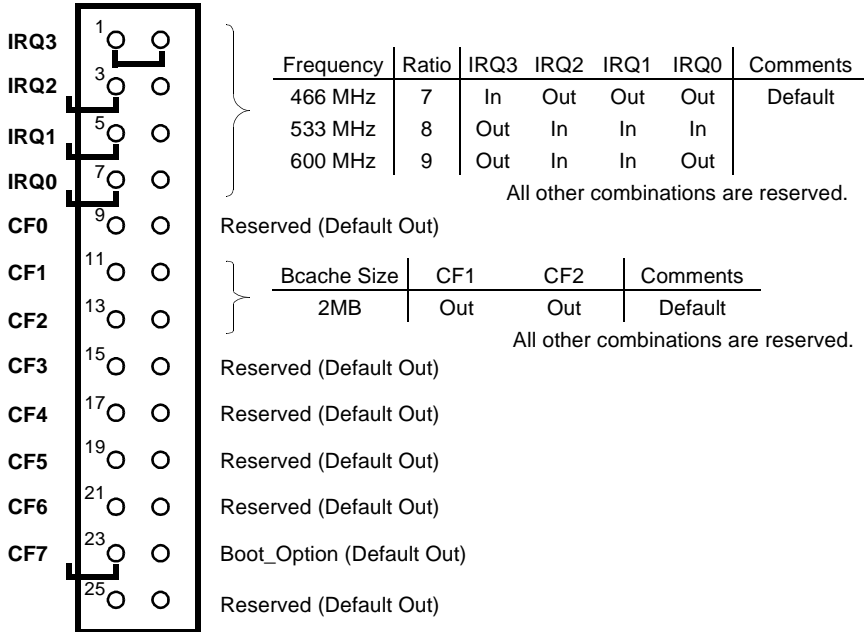 IRQ3 1
Frequency Ratio IRQ3 IRQ2 IRQ1 IRQ0 Comments
IRQ2 3
466 MHz 7 In Out Out Out Default
IRQ1 5
533 MHz 8 Out In In In
600 MHz 9 Out In In Out
IRQ0 7
All other combinations are reserved.
CF0 9 Reserved (Default Out)
CF1 11
Bcache Size CF1 CF2 Comments
2MB Out Out Default
CF2 13
All other combinations are reserved.
CF3 15 Reserved (Default Out)
CF4 17 Reserved (Default Out)
CF5 19 Reserved (Default Out)
CF6 21 Reserved (Default Out)
CF7 23 Boot_Option (Default Out)
25 Reserved (Default Out)